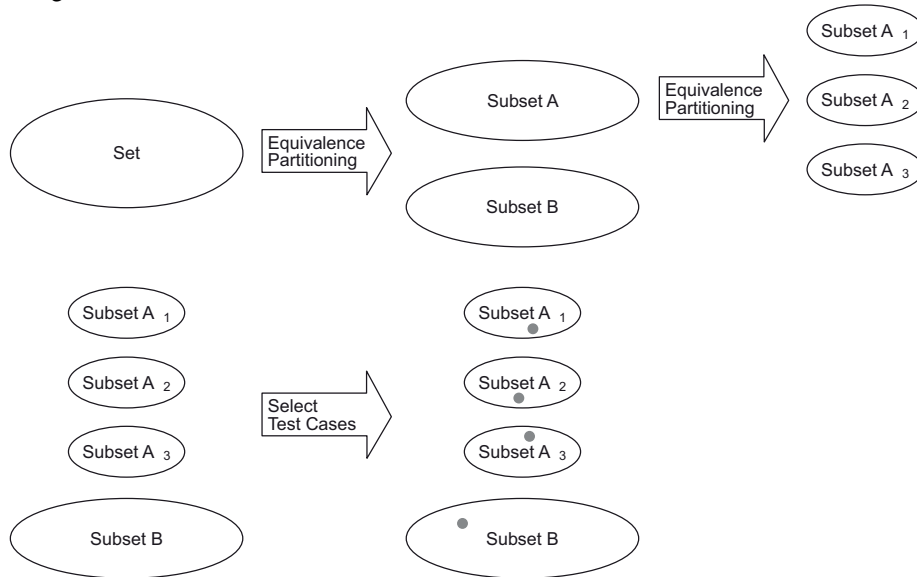 Set
Equivalence
Partitioning
Subset A
Subset B
Equivalence
Partitioning
Subset A 1
Subset A 2
Subset A 3
Subset A 1
Subset A 2
Subset A 3
Subset B
Select
Test Cases
Subset A 1
Subset A 2
Subset A 3
Subset B